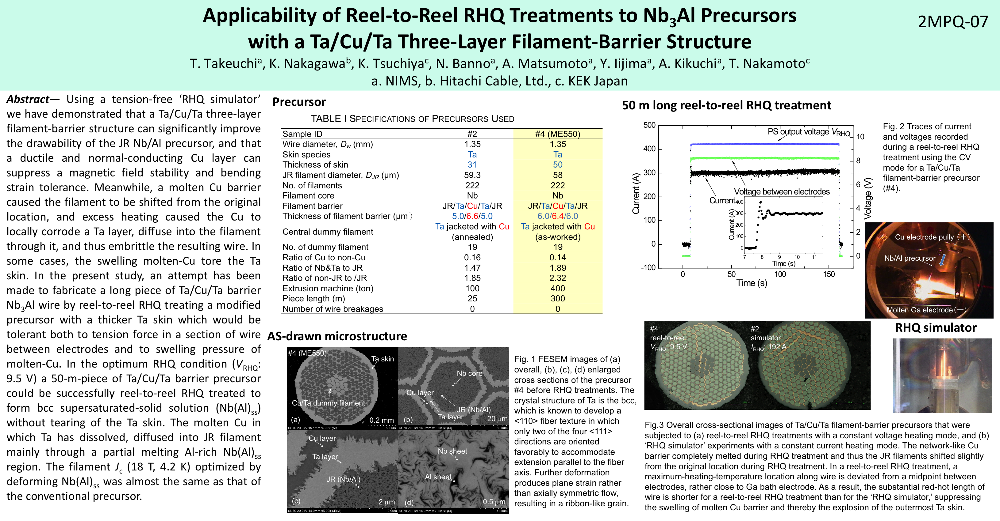 Applicability of Reel-to-Reel RHQ Treatments to Nb3Al Precursors
with a Ta/Cu/Ta Three-Layer Filament-Barrier Structure
2MPQ-07
T. Takeuchiᵃ, K. Nakagawaᵇ, K. Tsuchiyaᶜ, N. Bannoᵃ, A. Matsumotoᵃ, Y. Iijimaᵃ, A. Kikuchiᵃ, T. Nakamotoᶜ
a. NIMS, b. Hitachi Cable, Ltd., c. KEK Japan
Abstract— Using a tension-free ‘RHQ simulator’
we have demonstrated that a Ta/Cu/Ta three-layer
filament-barrier structure can significantly improve
the drawability of the JR Nb/Al precursor, and that
a ductile and normal-conducting Cu layer can
suppress a magnetic field stability and bending
strain tolerance. Meanwhile, a molten Cu barrier
caused the filament to be shifted from the original
location, and excess heating caused the Cu to
locally corrode a Ta layer, diffuse into the filament
through it, and thus embrittle the resulting wire. In
some cases, the swelling molten-Cu tore the Ta
skin. In the present study, an attempt has been
made to fabricate a long piece of Ta/Cu/Ta barrier
Nb3Al wire by reel-to-reel RHQ treating a modified
precursor with a thicker Ta skin which would be
tolerant both to tension force in a section of wire
between electrodes and to swelling pressure of
molten-Cu. In the optimum RHQ condition (VRHQ:
9.5 V) a 50-m-piece of Ta/Cu/Ta barrier precursor
could be successfully reel-to-reel RHQ treated to
form bcc supersaturated-solid solution (Nb(Al)ss)
without tearing of the Ta skin. The molten Cu in
which Ta has dissolved, diffused into JR filament
mainly through a partial melting Al-rich Nb(Al)ss
region. The filament Jc (18 T, 4.2 K) optimized by
deforming Nb(Al)ss was almost the same as that of
the conventional precursor.
Precursor
TABLE I SPECIFICATIONS OF PRECURSORS USED
Sample ID #2 #4 (ME550)
Wire diameter, Dw (mm) 1.35 1.35
Skin species Ta Ta
Thickness of skin 31 50
JR filament diameter, DJR (μm) 59.3 58
No. of filaments 222 222
Filament core Nb Nb
Filament barrier JR/Ta/Cu/Ta/JR JR/Ta/Cu/Ta/JR
Thickness of filament barrier (μm) 5.0/6.6/5.0 6.0/6.4/6.0
Central dummy filament Ta jacketed with Cu (annealed) Ta jacketed with Cu (as-worked)
No. of dummy filament 19 19
Ratio of Cu to non-Cu 0.16 0.14
Ratio of Nb&Ta to JR 1.47 1.89
Ratio of non-JR to /JR 1.85 2.32
Extrusion machine (ton) 100 400
Piece length (m) 25 300
Number of wire breakages 0 0
AS-drawn microstructure
#4 (ME550)
Ta skin
Cu/Ta dummy filament
(a)
0.2 mm
SU70 20.0kV 15.1mm x70 SE(M) 500um
Nb core
Cu layer
JR (Nb/Al)
Ta layer
(b)
20 μm
SU70 20.0kV 14.9mm x1.00k SE(M) 50.0um
Cu layer
Ta layer
JR (Nb/Al)
(c)
2 μm
SU70 20.0kV 14.9mm x5.00k SE(M) 10.0um
Nb sheet
Al sheet
(d)
0.5 μm
SU70 20.0kV 14.9mm x30.0k SE(M) 1.00um
Fig. 1 FESEM images of (a)
overall, (b), (c), (d) enlarged
cross sections of the precursor
#4 before RHQ treatments. The
crystal structure of Ta is the bcc,
which is known to develop a
<110> fiber texture in which
only two of the four <111>
directions are oriented
favorably to accommodate
extension parallel to the fiber
axis. Further deformation
produces plane strain rather
than axially symmetric flow,
resulting in a ribbon-like grain.
50 m long reel-to-reel RHQ treatment
500
400
300
200
100
0
-100
Current (A)
0 50 100 150
Time (s)
10
8
6
4
2
0
Voltage (V)
PS output voltage VRHQ
Voltage between electrodes
Current
400
300
200
100
0
Current (A)
7 8 9 10 11
Time (s)
Fig. 2 Traces of current
and voltages recorded
during a reel-to-reel RHQ
treatment using the CV
mode for a Ta/Cu/Ta
filament-barrier precursor
(#4).
Cu electrode pully (+)
Nb/Al precursor
Molten Ga electrode(—)
#4
reel-to-reel
VRHQ: 9.5 V
#2
simulator
IRHQ: 192 A
RHQ simulator
Fig.3 Overall cross-sectional images of Ta/Cu/Ta filament-barrier precursors that were
subjected to (a) reel-to-reel RHQ treatments with a constant voltage heating mode, and (b)
‘RHQ simulator’ experiments with a constant current heating mode. The network-like Cu
barrier completely melted during RHQ treatment and thus the JR filaments shifted slightly
from the original location during RHQ treatment. In a reel-to-reel RHQ treatment, a
maximum-heating-temperature location along wire is deviated from a midpoint between
electrodes, rather close to Ga bath electrode. As a result, the substantial red-hot length of
wire is shorter for a reel-to-reel RHQ treatment than for the ‘RHQ simulator,’ suppressing
the swelling of molten Cu barrier and thereby the explosion of the outermost Ta skin.